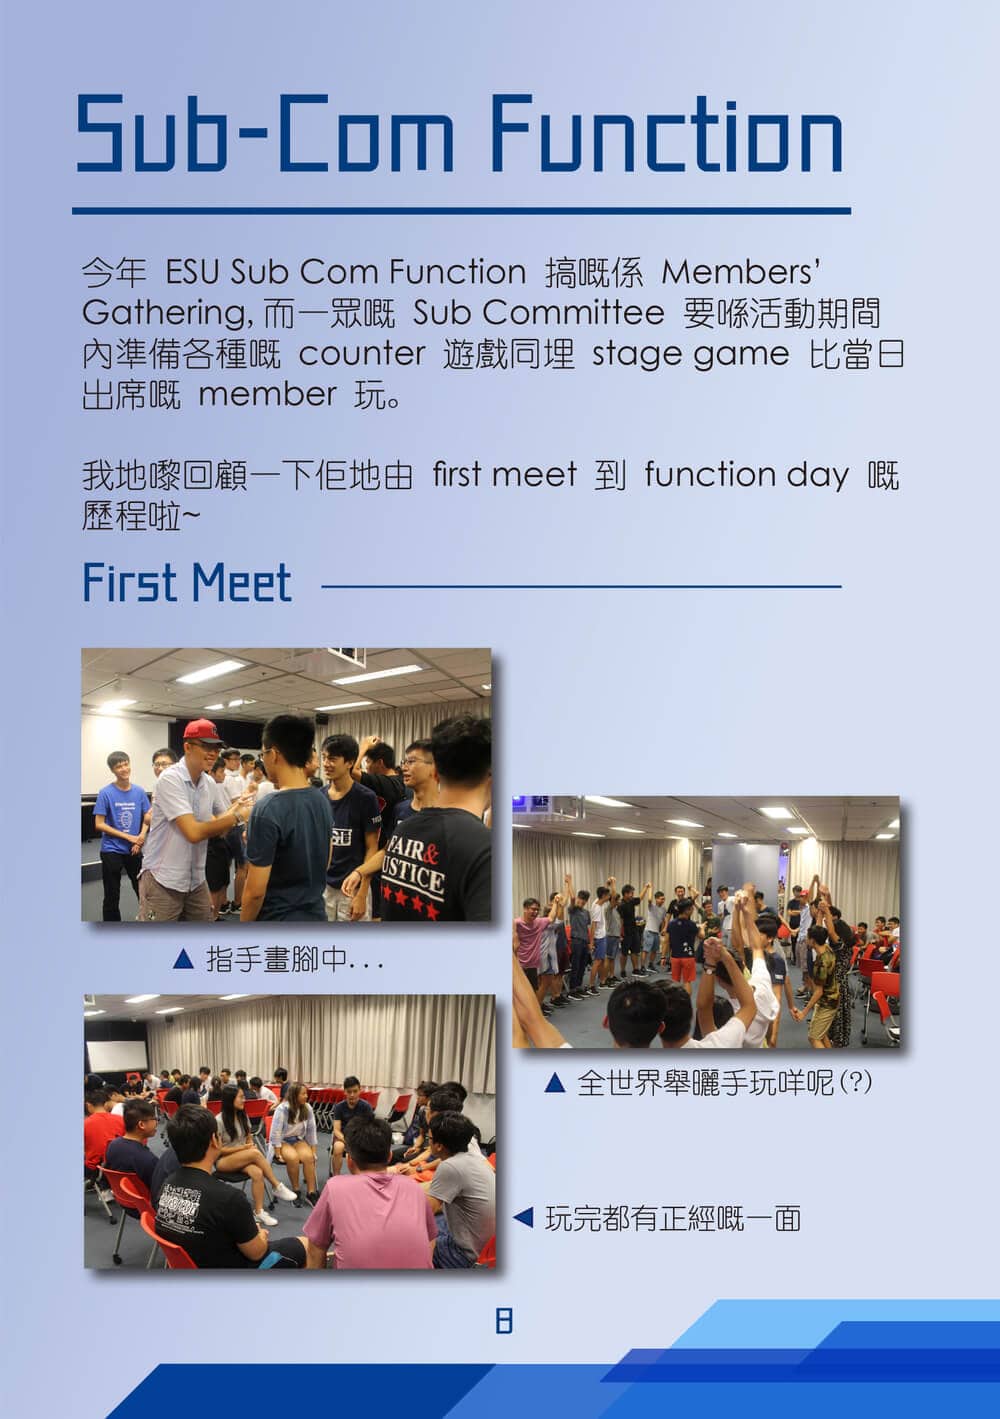 Sub-Com Function
今年 ESU Sub Com Function 搞嘅係 Members’
Gathering, 而一眾嘅 Sub Committee 要喺活動期間
內準備各種嘅 counter 遊戲同埋 stage game 比當日
出席嘅 member 玩。
我地嚟回顧一下佢地由 first meet 到 function day 嘅
歷程啦~
First Meet
FAIR&
JUSTICE
▲ 指手畫腳中...
▲ 全世界舉曬手玩咩呢(?)
◀ 玩完都有正經嘅一面
8